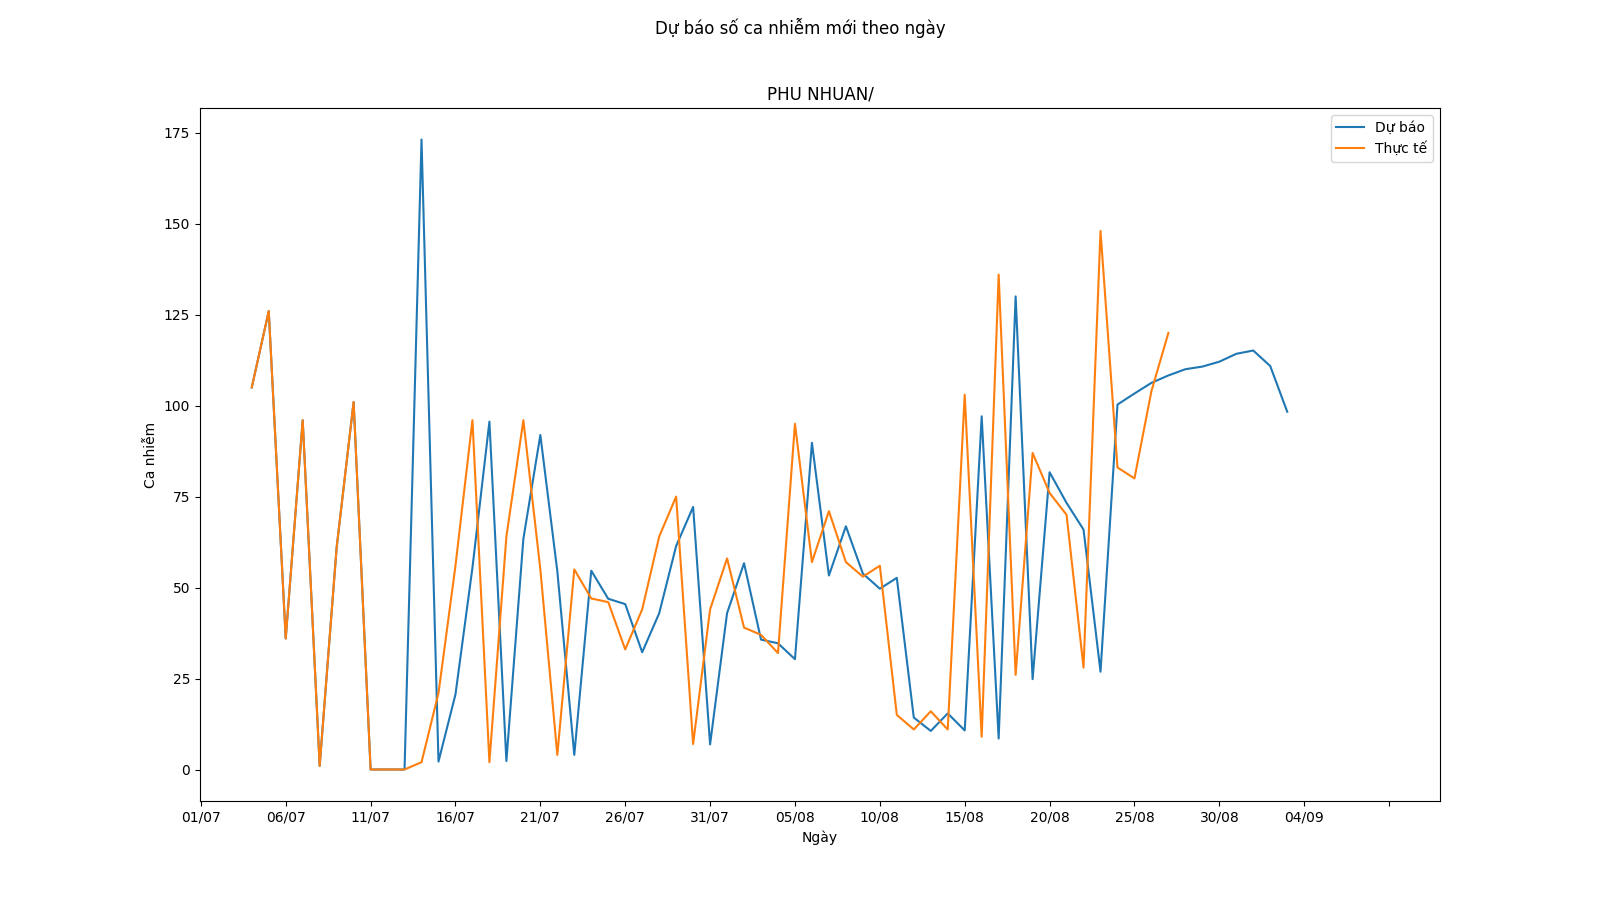 Dự báo số ca nhiễm mới theo ngày
PHU NHUAN/
Dự báo
Thực tế
175
150
125
100
75
50
25
0
Ca nhiễm
01/07 06/07 11/07 16/07 21/07 26/07 31/07 05/08 10/08 15/08 20/08 25/08 30/08 04/09
Ngày